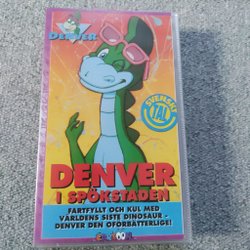 DENVER
SVENSKT
TAL
DENVER
I SPÖKSTADEN
FARTFYLLT OCH KUL MED
VÄRLDENS SISTE DINOSAUR -
DENVER DEN OFÖRBÄTTERLIGE!